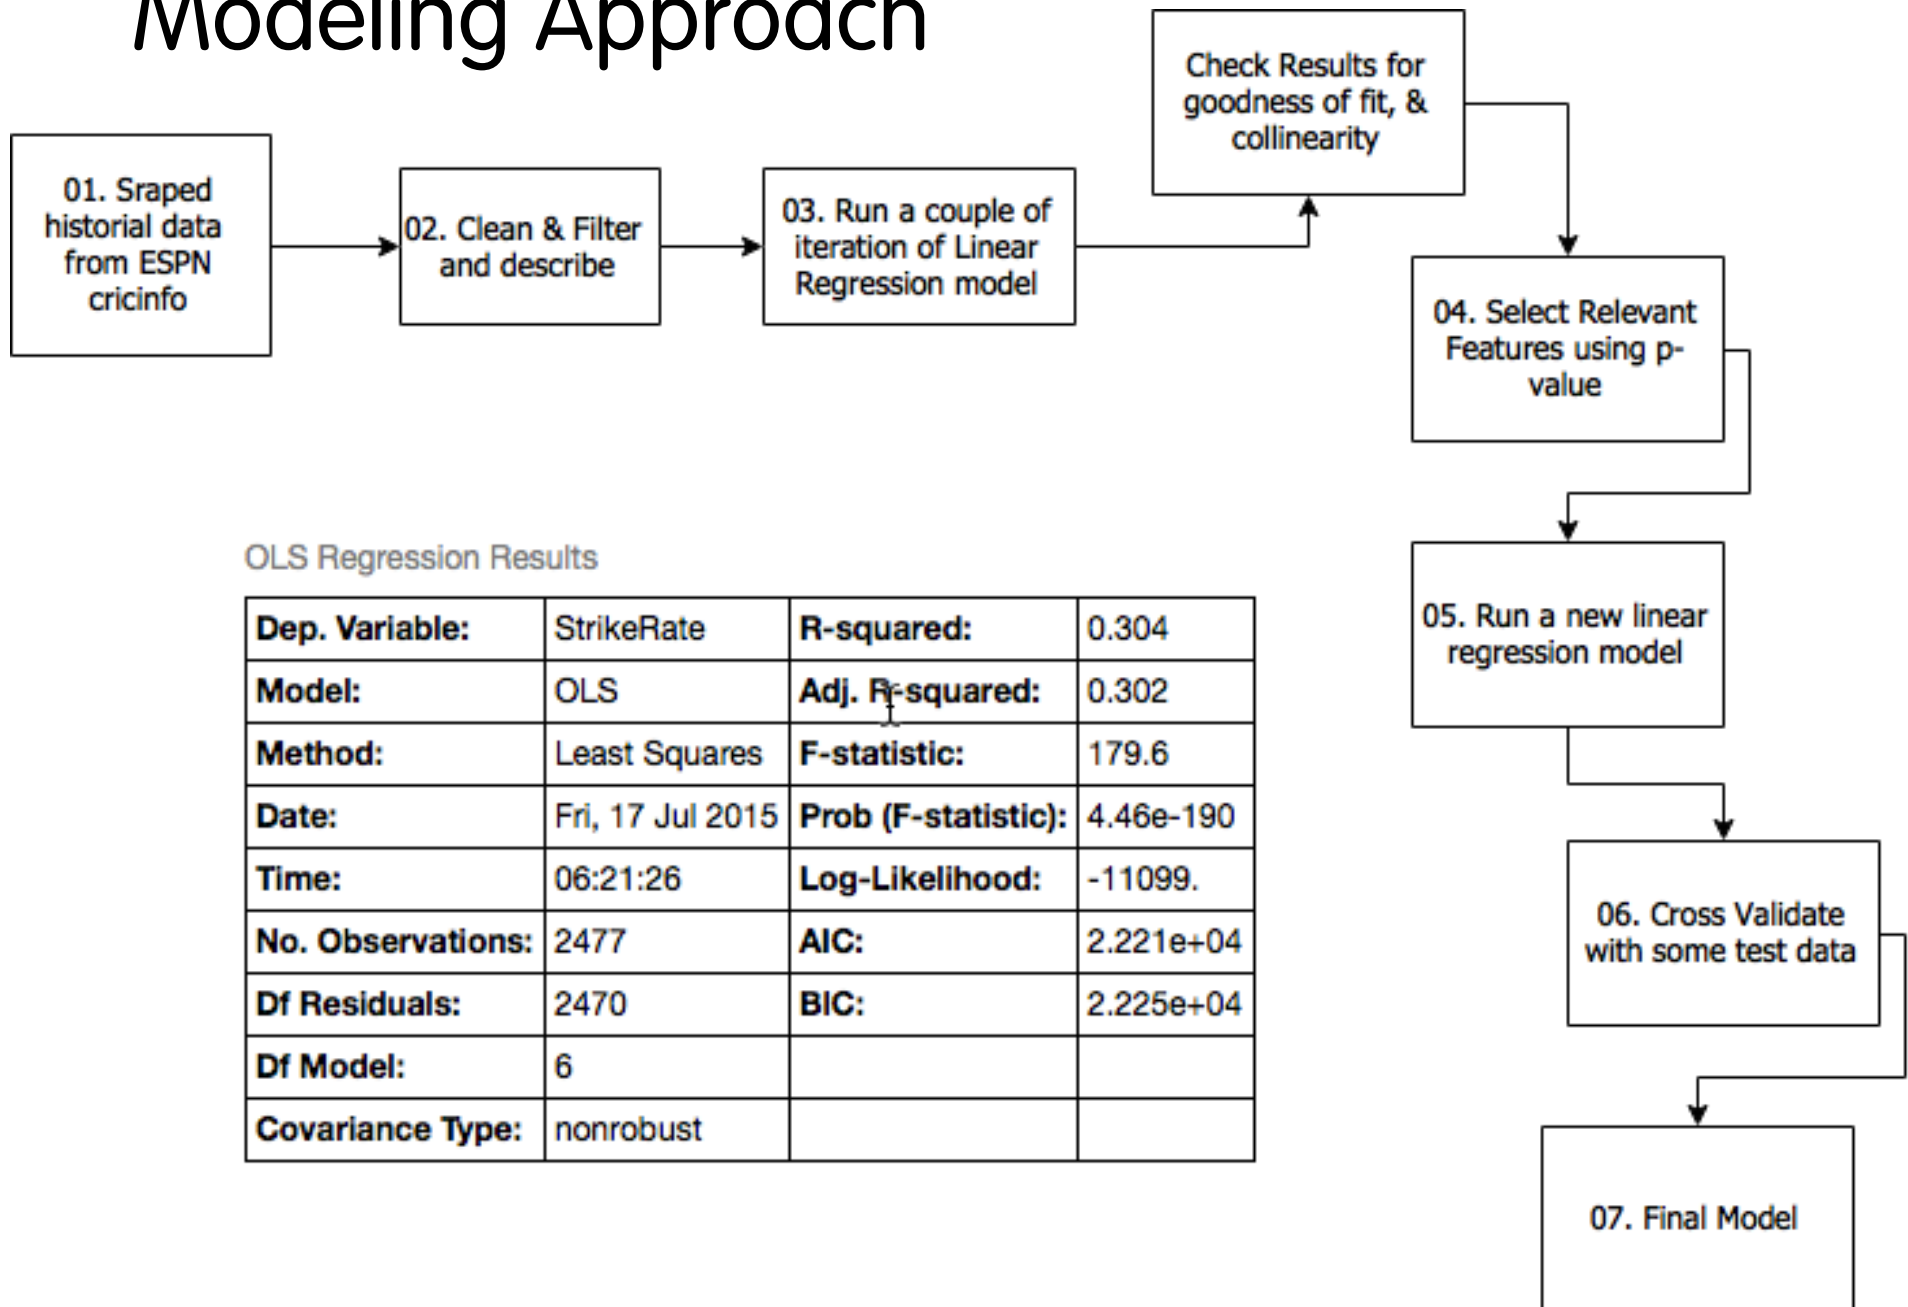 Modeling Approach
01. Sraped
historial data
from ESPN
cricinfo
02. Clean & Filter
and describe
03. Run a couple of
iteration of Linear
Regression model
Check Results for
goodness of fit, &
collinearity
04. Select Relevant
Features using p-
value
05. Run a new linear
regression model
06. Cross Validate
with some test data
07. Final Model
OLS Regression Results
Dep. Variable: StrikeRate R-squared: 0.304
Model: OLS Adj. R-squared: 0.302
Method: Least Squares F-statistic: 179.6
Date: Fri, 17 Jul 2015 Prob (F-statistic): 4.46e-190
Time: 06:21:26 Log-Likelihood: -11099.
No. Observations: 2477 AIC: 2.221e+04
Df Residuals: 2470 BIC: 2.225e+04
Df Model: 6
Covariance Type: nonrobust